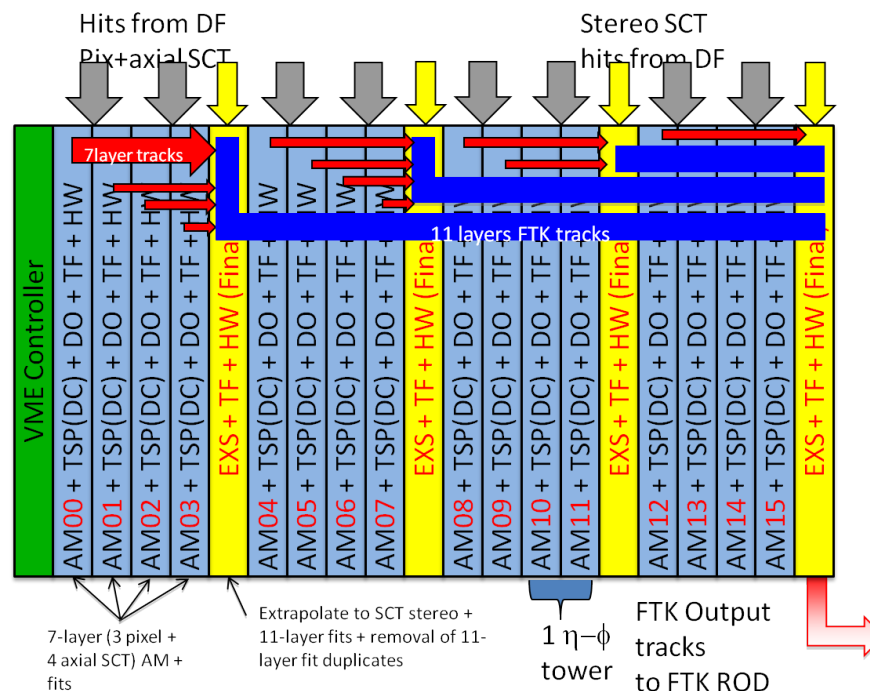 Hits from DF
Pix+axial SCT
Stereo SCT
hits from DF
VME Controller
AM00 + TSP(DC) + DO + TF + HW
AM01 + TSP(DC) + DO + TF + HW
AM02 + TSP(DC) + DO + TF + HW
AM03 + TSP(DC) + DO + TF + HW
EXS + TF + HW (Final
AM04 + TSP(DC) + DO + TF + HW
AM05 + TSP(DC) + DO + TF + HW
AM06 + TSP(DC) + DO + TF + HW
AM07 + TSP(DC) + DO + TF + HW
EXS + TF + HW (Final
AM08 + TSP(DC) + DO + TF + HW
AM09 + TSP(DC) + DO + TF + HW
AM10 + TSP(DC) + DO + TF + HW
AM11 + TSP(DC) + DO + TF + HW
EXS + TF + HW (Final
AM12 + TSP(DC) + DO + TF + HW
AM13 + TSP(DC) + DO + TF + HW
AM14 + TSP(DC) + DO + TF + HW
AM15 + TSP(DC) + DO + TF + HW
EXS + TF + HW (Final
7layer tracks
11 layers FTK tracks
7-layer (3 pixel +
4 axial SCT) AM +
fits
Extrapolate to SCT stereo +
11-layer fits + removal of 11-
layer fit duplicates
1 η−ϕ
tower
FTK Output
tracks
to FTK ROD